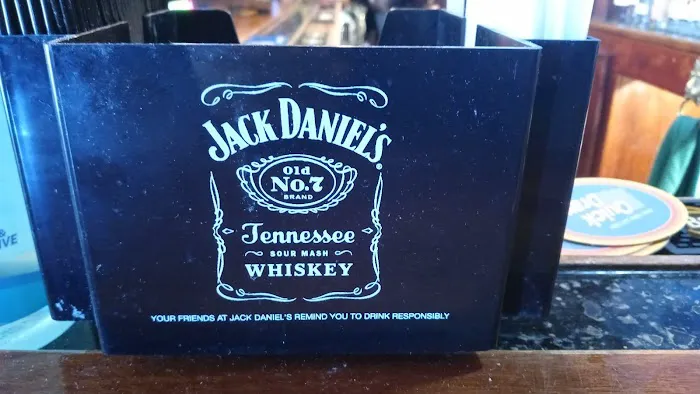 JACK DANIEL'S
Old
No.7
BRAND
Tennessee
SOUR MASH
WHISKEY
YOUR FRIENDS AT JACK DANIEL'S REMIND YOU TO DRINK RESPONSIBLY